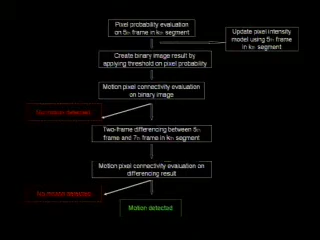 Pixel probability evaluation
on 5th frame in kth segment
Update pixel intensity
model using 5th frame
in kth segment
Create binary image result by
applying threshold on pixel probability
Motion pixel connectivity evaluation
on binary image
No motion detected
Two-frame differencing between 5th
frame and 7th frame in kth segment
Motion pixel connectivity evaluation on
differencing result
No motion detected
Motion detected